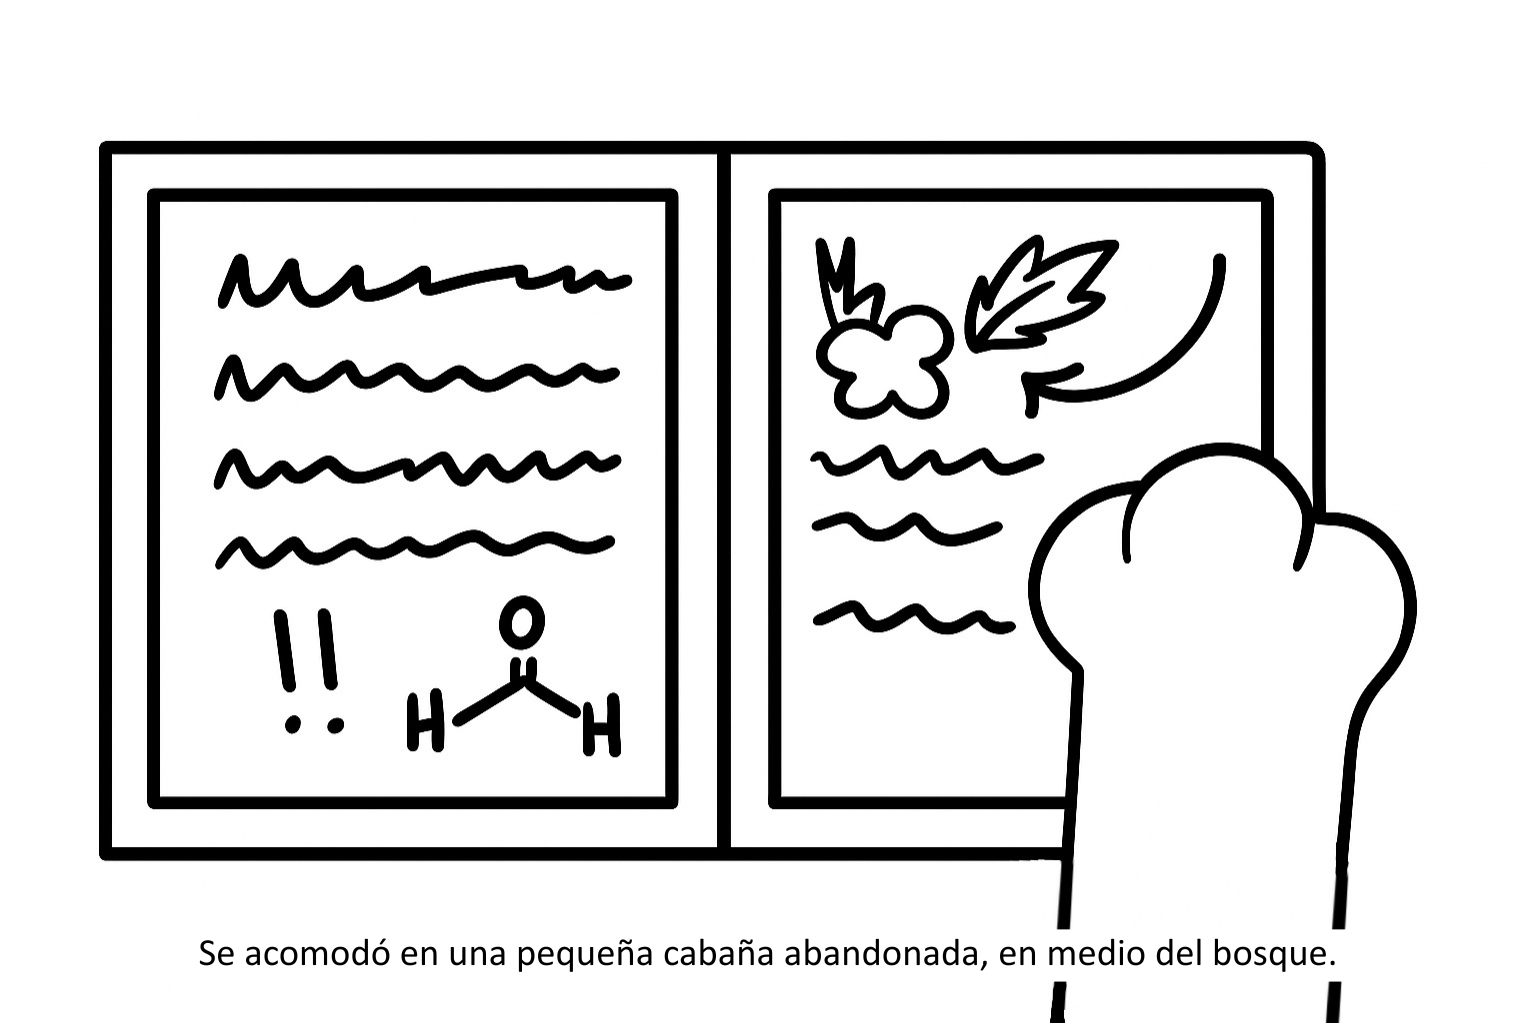 !!
O
H H
Se acomodó en una pequeña cabaña abandonada, en medio del bosque.